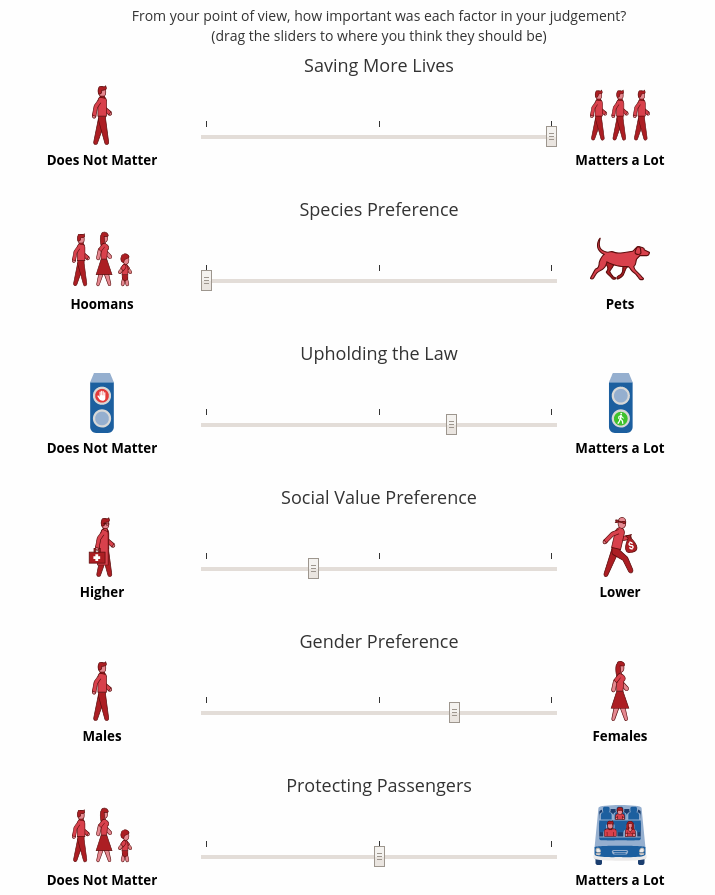 From your point of view, how important was each factor in your judgement?
(drag the sliders to where you think they should be)
Saving More Lives
Does Not Matter
Matters a Lot
Species Preference
Hoomans
Pets
Upholding the Law
Does Not Matter
Matters a Lot
Social Value Preference
$
Higher
Lower
Gender Preference
Males
Females
Protecting Passengers
Does Not Matter
Matters a Lot